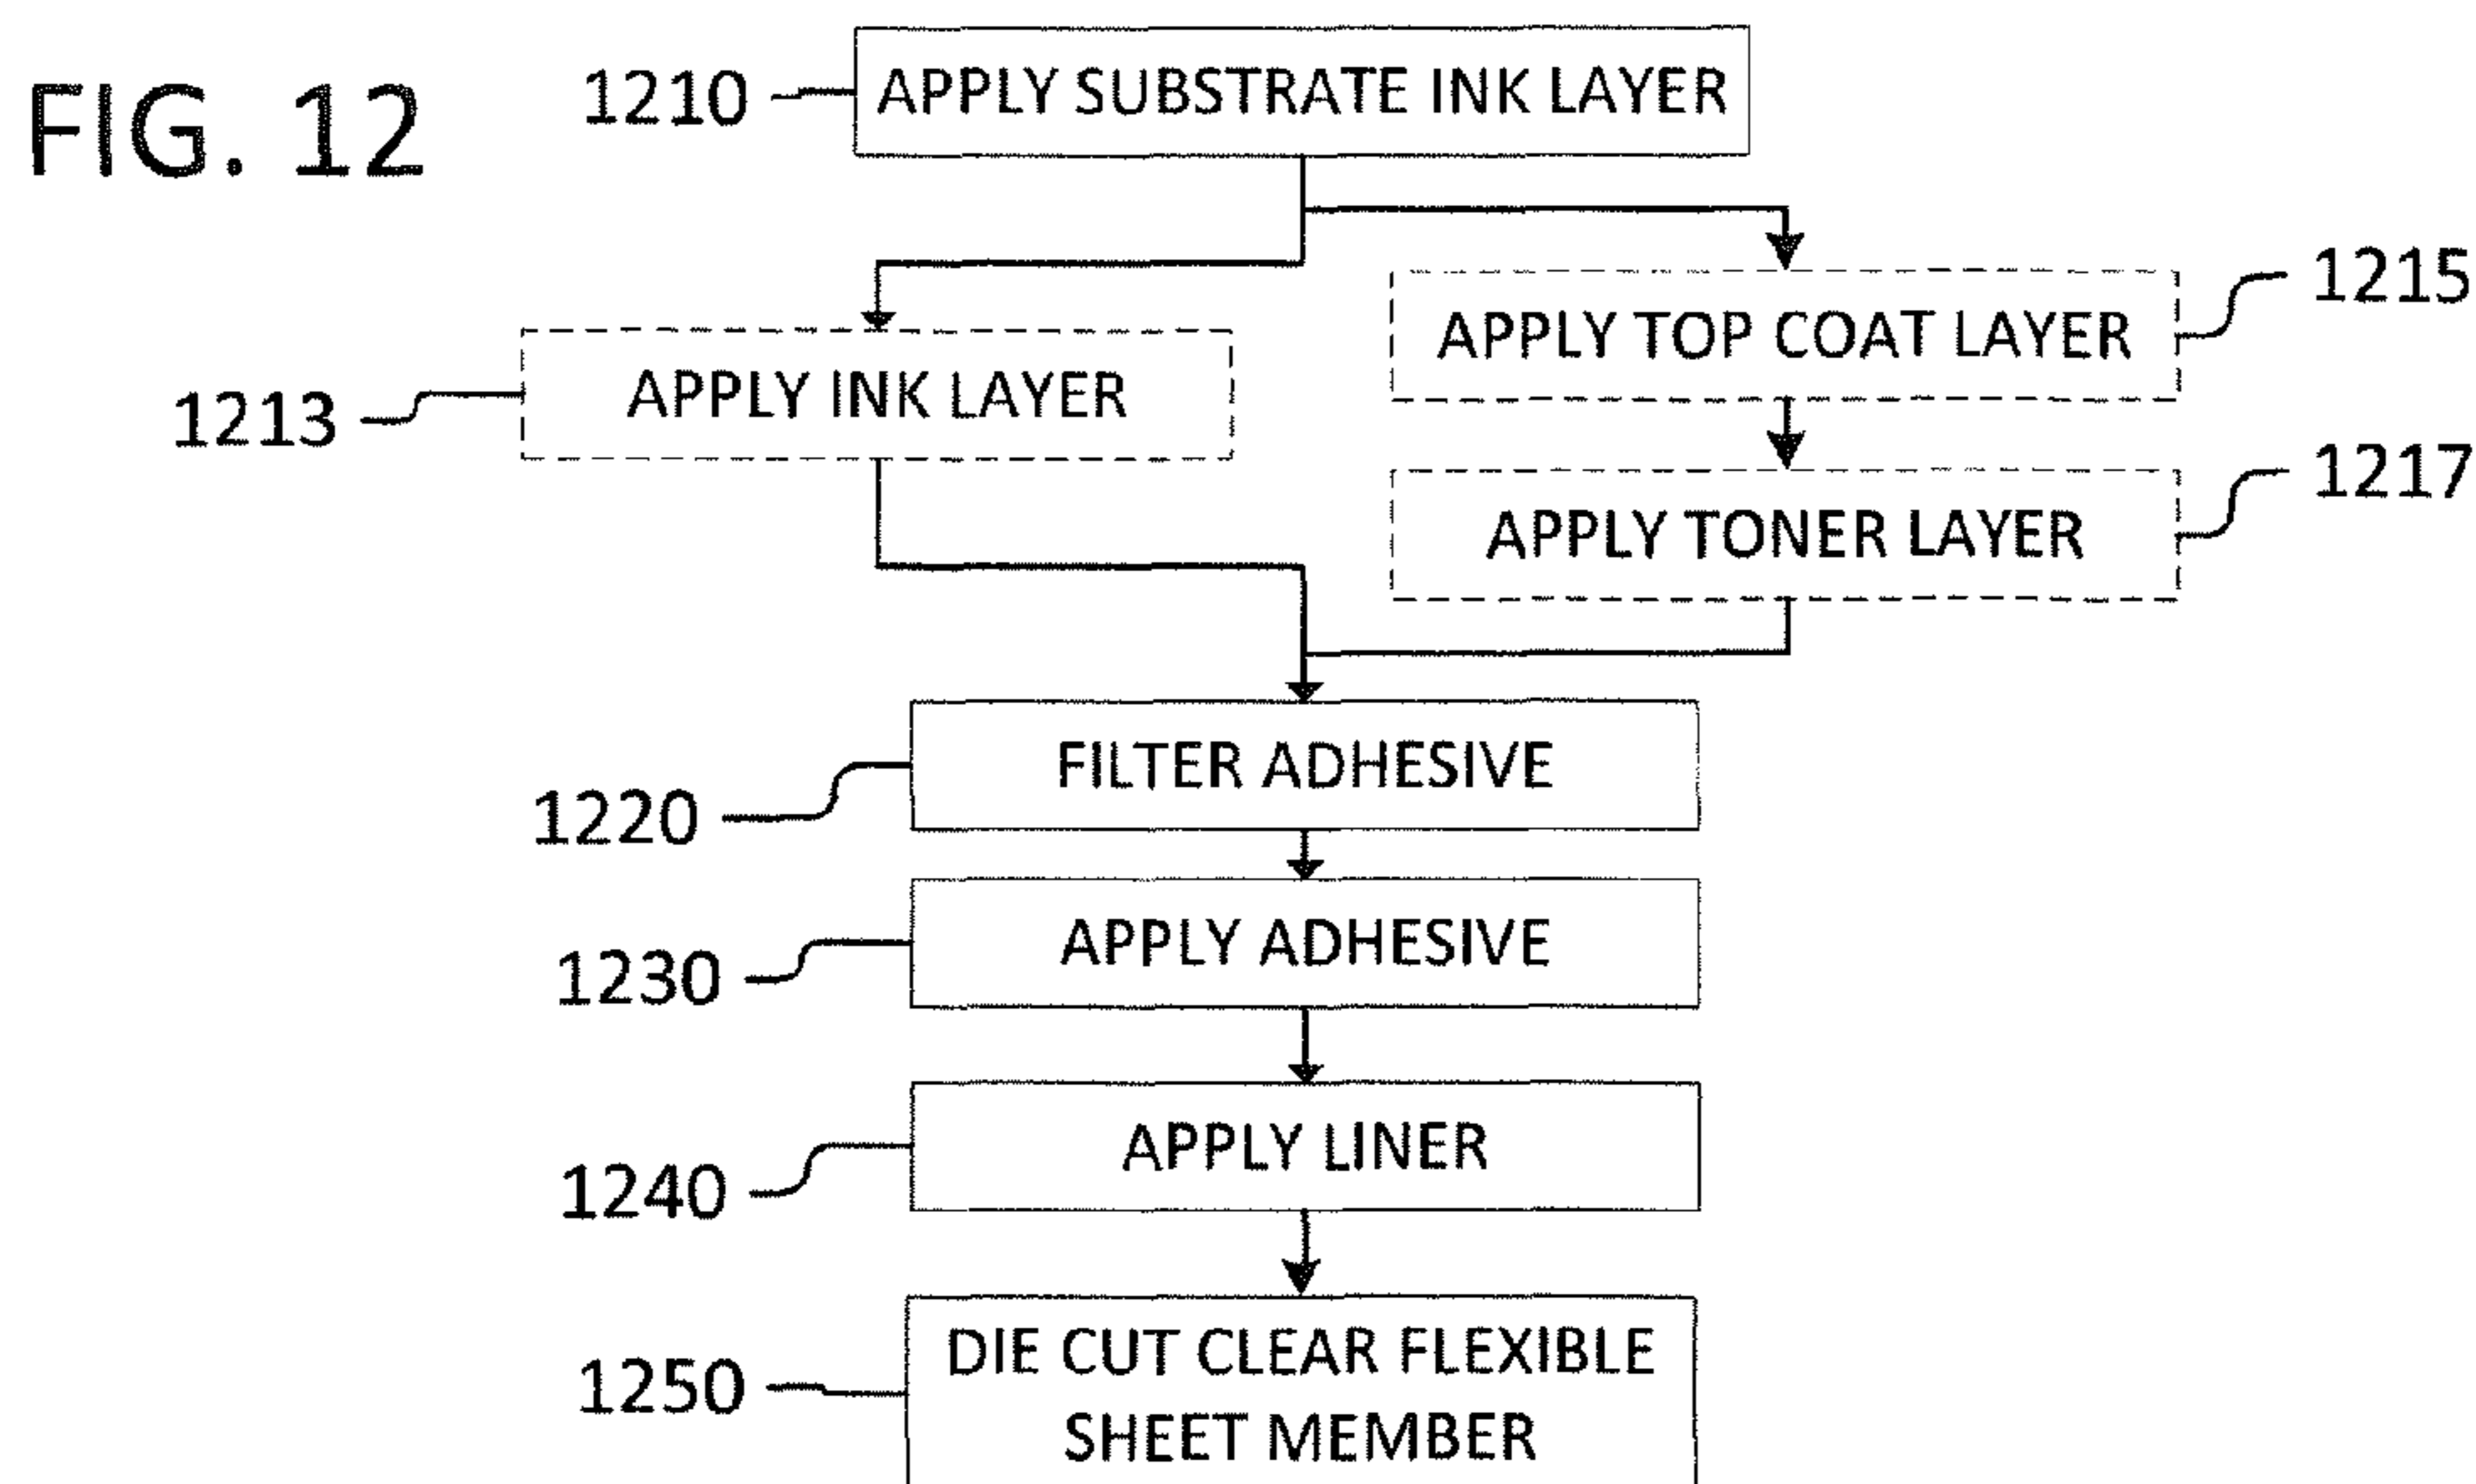 FIG. 12
1210
APPLY SUBSTRATE INK LAYER
1215
APPLY TOP COAT LAYER
1213
APPLY INK LAYER
1217
APPLY TONER LAYER
1220
FILTER ADHESIVE
1230
APPLY ADHESIVE
1240
APPLY LINER
1250
DIE CUT CLEAR FLEXIBLE
SHEET MEMBER